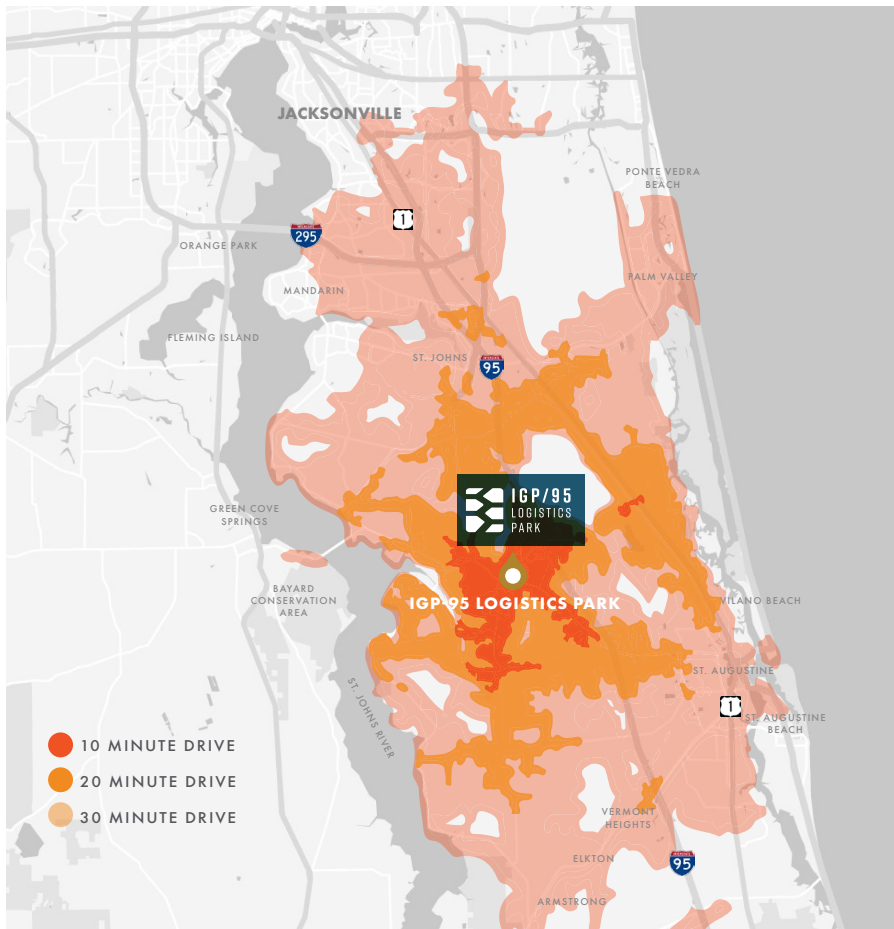 JACKSONVILLE
PONTE VEDRA
BEACH
1
295
ORANGE PARK
PALM VALLEY
MANDARIN
FLEMING ISLAND
ST. JOHNS
95
IGP/95
LOGISTICS
PARK
GREEN COVE
SPRINGS
BAYARD
CONSERVATION
AREA
IGP-95 LOGISTICS PARK
VILANO BEACH
ST. AUGUSTINE
ST. JOHNS RIVER
1
ST. AUGUSTINE
BEACH
10 MINUTE DRIVE
20 MINUTE DRIVE
30 MINUTE DRIVE
VERMONT
HEIGHTS
ELKTON
95
ARMSTRONG